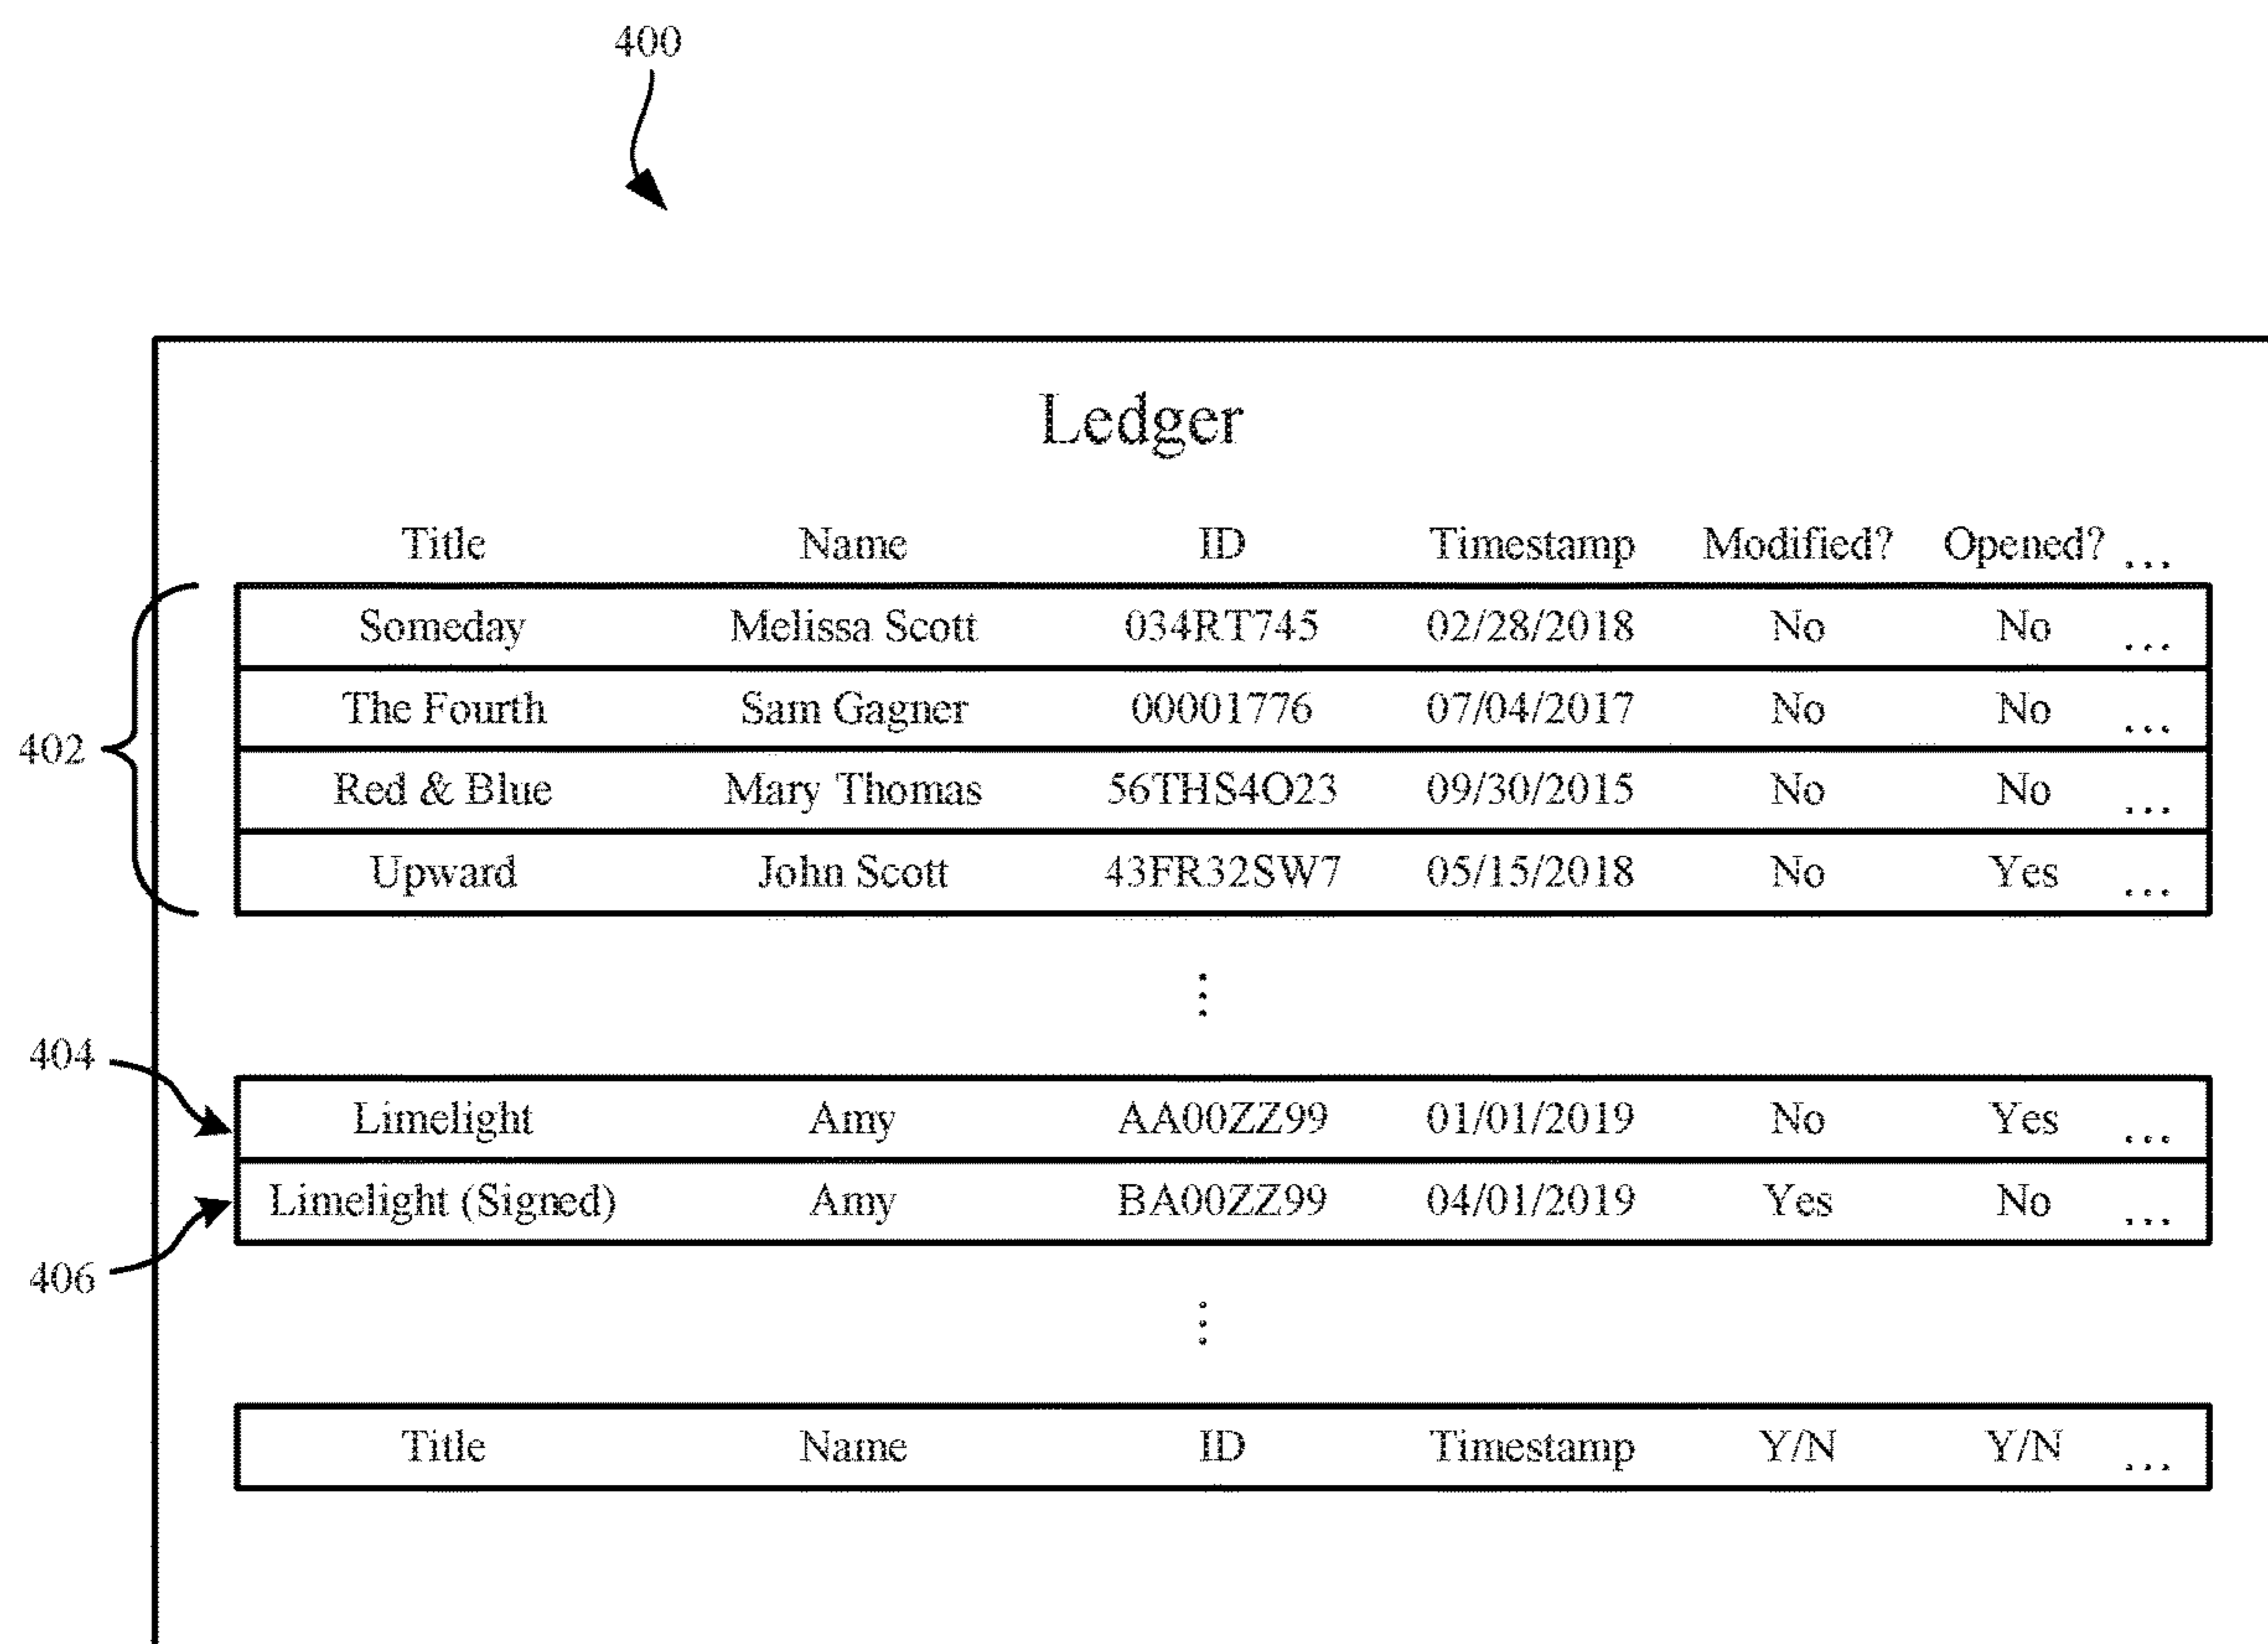 400
Ledger
Title Name ID Timestamp Modified? Opened? ...
Someday Melissa Scott 034RT745 02/28/2018 No No ...
The Fourth Sam Gagner 00001776 07/04/2017 No No ...
402
Red & Blue Mary Thomas 56THS4O23 09/30/2015 No No ...
Upward John Scott 43FR32SW7 05/15/2018 No Yes ...
404
Limelight Amy AA00ZZ99 01/01/2019 No Yes ...
Limelight (Signed) Amy BA00ZZ99 04/01/2019 Yes No ...
406
Title Name ID Timestamp Y/N Y/N ...